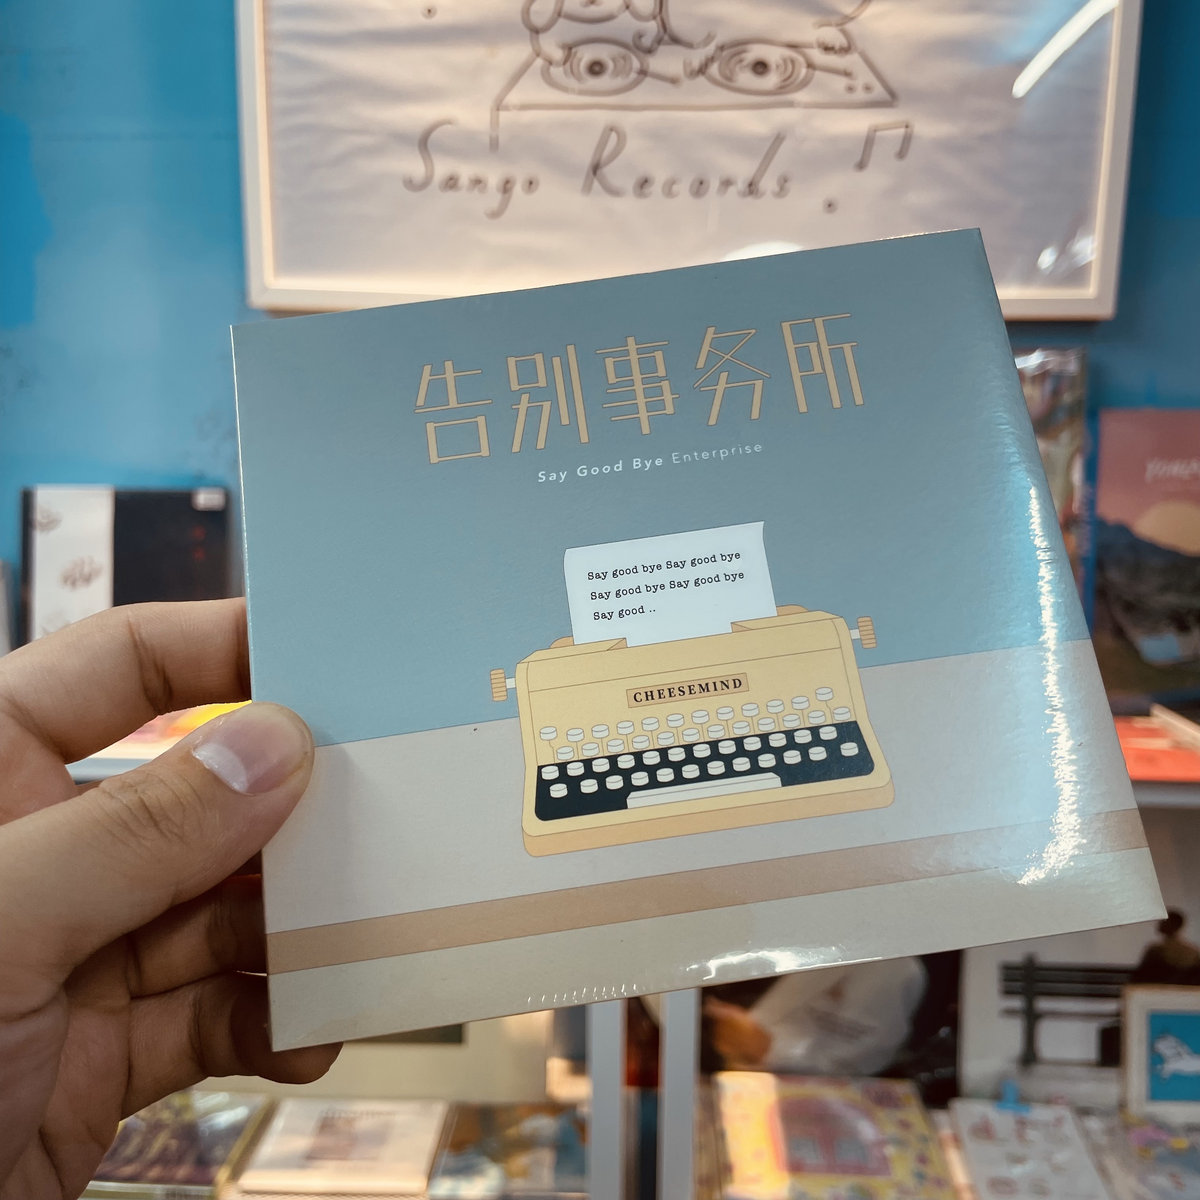 Sango Records
告别事务所
Say Good Bye Enterprise
Say good bye Say good bye
Say good bye Say good bye
Say good ..
CHEESEMIND